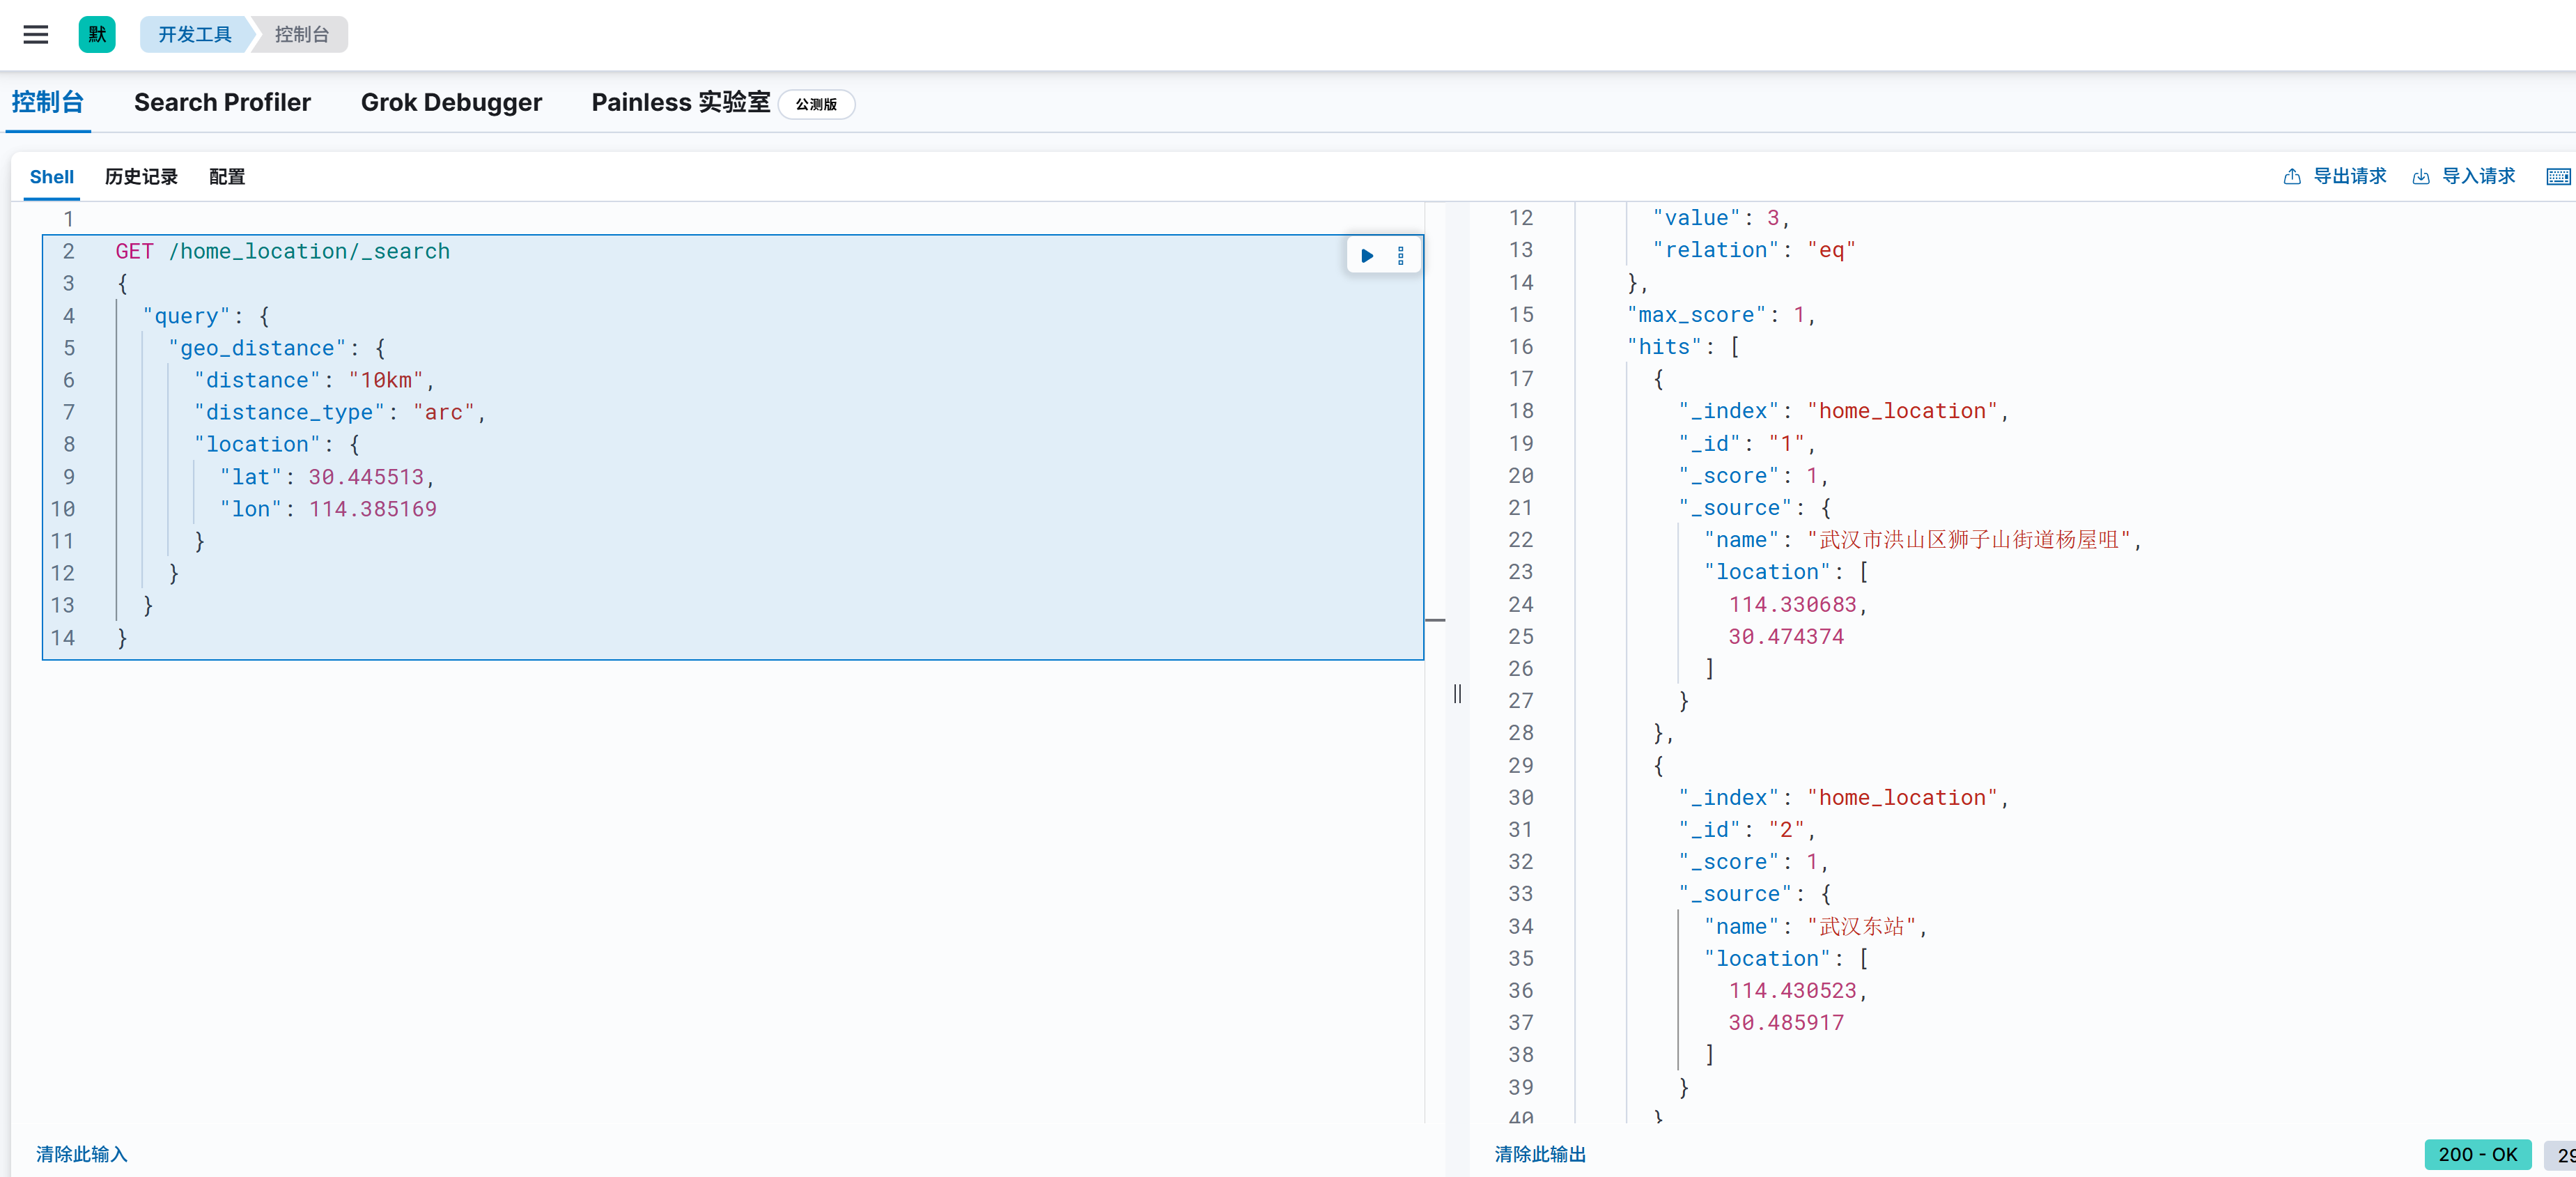 默 开发工具 控制台
控制台 Search Profiler Grok Debugger Painless 实验室 公测版
Shell 历史记录 配置 导出请求 导入请求
1
2 GET /home_location/_search
3 {
4 "query": {
5 "geo_distance": {
6 "distance": "10km",
7 "distance_type": "arc",
8 "location": {
9 "lat": 30.445513,
10 "lon": 114.385169
11 }
12 }
13 }
14 }
清除此输入
12 "value": 3,
13 "relation": "eq"
14 },
15 "max_score": 1,
16 "hits": [
17 {
18 "_index": "home_location",
19 "_id": "1",
20 "_score": 1,
21 "_source": {
22 "name": "武汉市洪山区狮子山街道杨屋咀",
23 "location": [
24 114.330683,
25 30.474374
26 ]
27 }
28 },
29 {
30 "_index": "home_location",
31 "_id": "2",
32 "_score": 1,
33 "_source": {
34 "name": "武汉东站",
35 "location": [
36 114.430523,
37 30.485917
38 ]
39 }
40 }
清除此输出
200 - OK